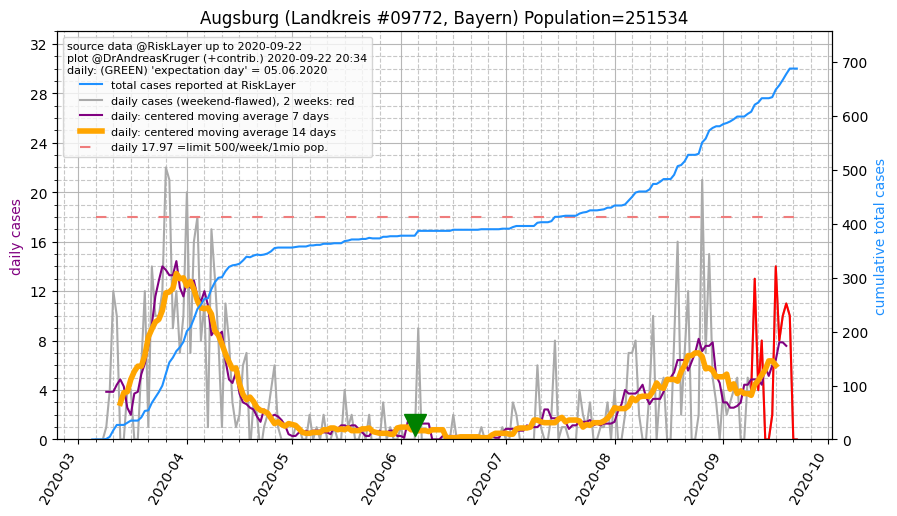 Augsburg (Landkreis #09772, Bayern) Population=251534
source data @RiskLayer up to 2020-09-22
plot @DrAndreasKruger (+contrib.) 2020-09-22 20:34
daily: (GREEN) 'expectation day' = 05.06.2020
total cases reported at RiskLayer
daily cases (weekend-flawed), 2 weeks: red
daily: centered moving average 7 days
daily: centered moving average 14 days
daily 17.97 =limit 500/week/1mio pop.
daily cases
32
28
24
20
16
12
8
4
0
700
600
500
400
300
200
100
0
cumulative total cases
2020-03
2020-04
2020-05
2020-06
2020-07
2020-08
2020-09
2020-10